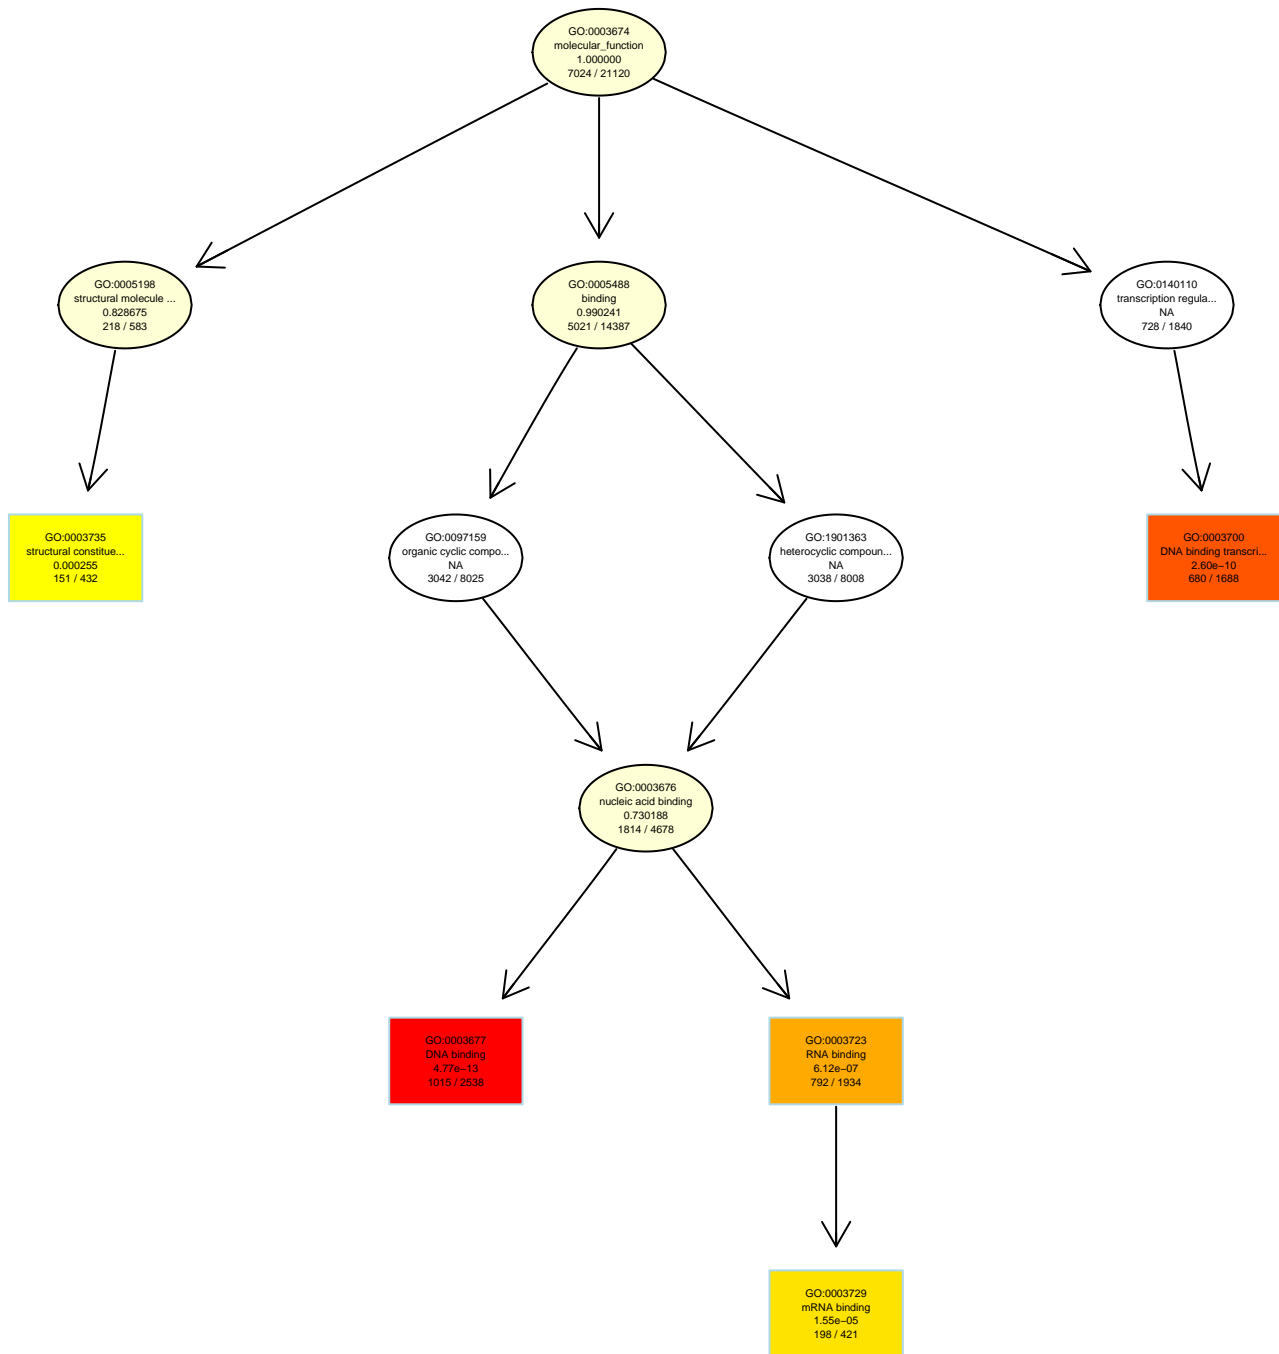 GO:0003674
molecular_function
1.000000
7024 / 21120
GO:0005198
structural molecule ...
0.828675
218 / 583
GO:0005488
binding
0.990241
5021 / 14387
GO:0140110
transcription regula...
NA
728 / 1840
GO:0003735
structural constitue...
0.000255
151 / 432
GO:0097159
organic cyclic compo...
NA
3042 / 8025
GO:1901363
heterocyclic compoun...
NA
3038 / 8008
GO:0003700
DNA binding transcri...
2.60e−10
680 / 1688
GO:0003676
nucleic acid binding
0.730188
1814 / 4678
GO:0003677
DNA binding
4.77e−13
1015 / 2538
GO:0003723
RNA binding
6.12e−07
792 / 1934
GO:0003729
mRNA binding
1.55e−05
198 / 421